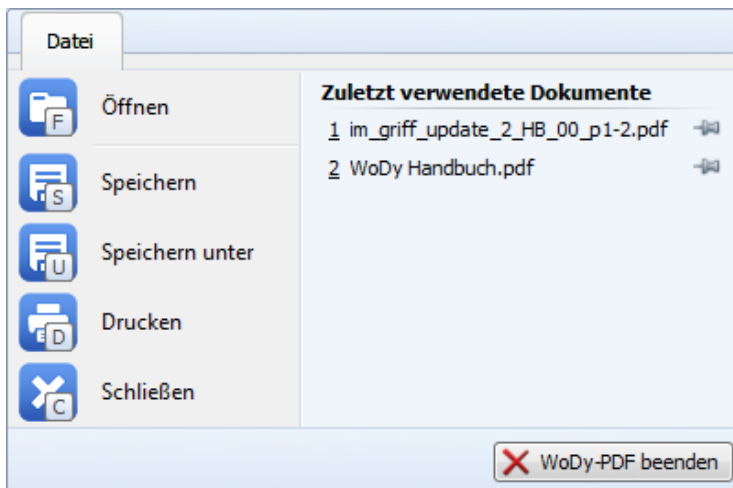 Datei
F Öffnen
S Speichern
U Speichern unter
D Drucken
C Schließen
Zuletzt verwendete Dokumente
1 im_griff_update_2_HB_00_p1-2.pdf
2 WoDy Handbuch.pdf
WoDy-PDF beenden